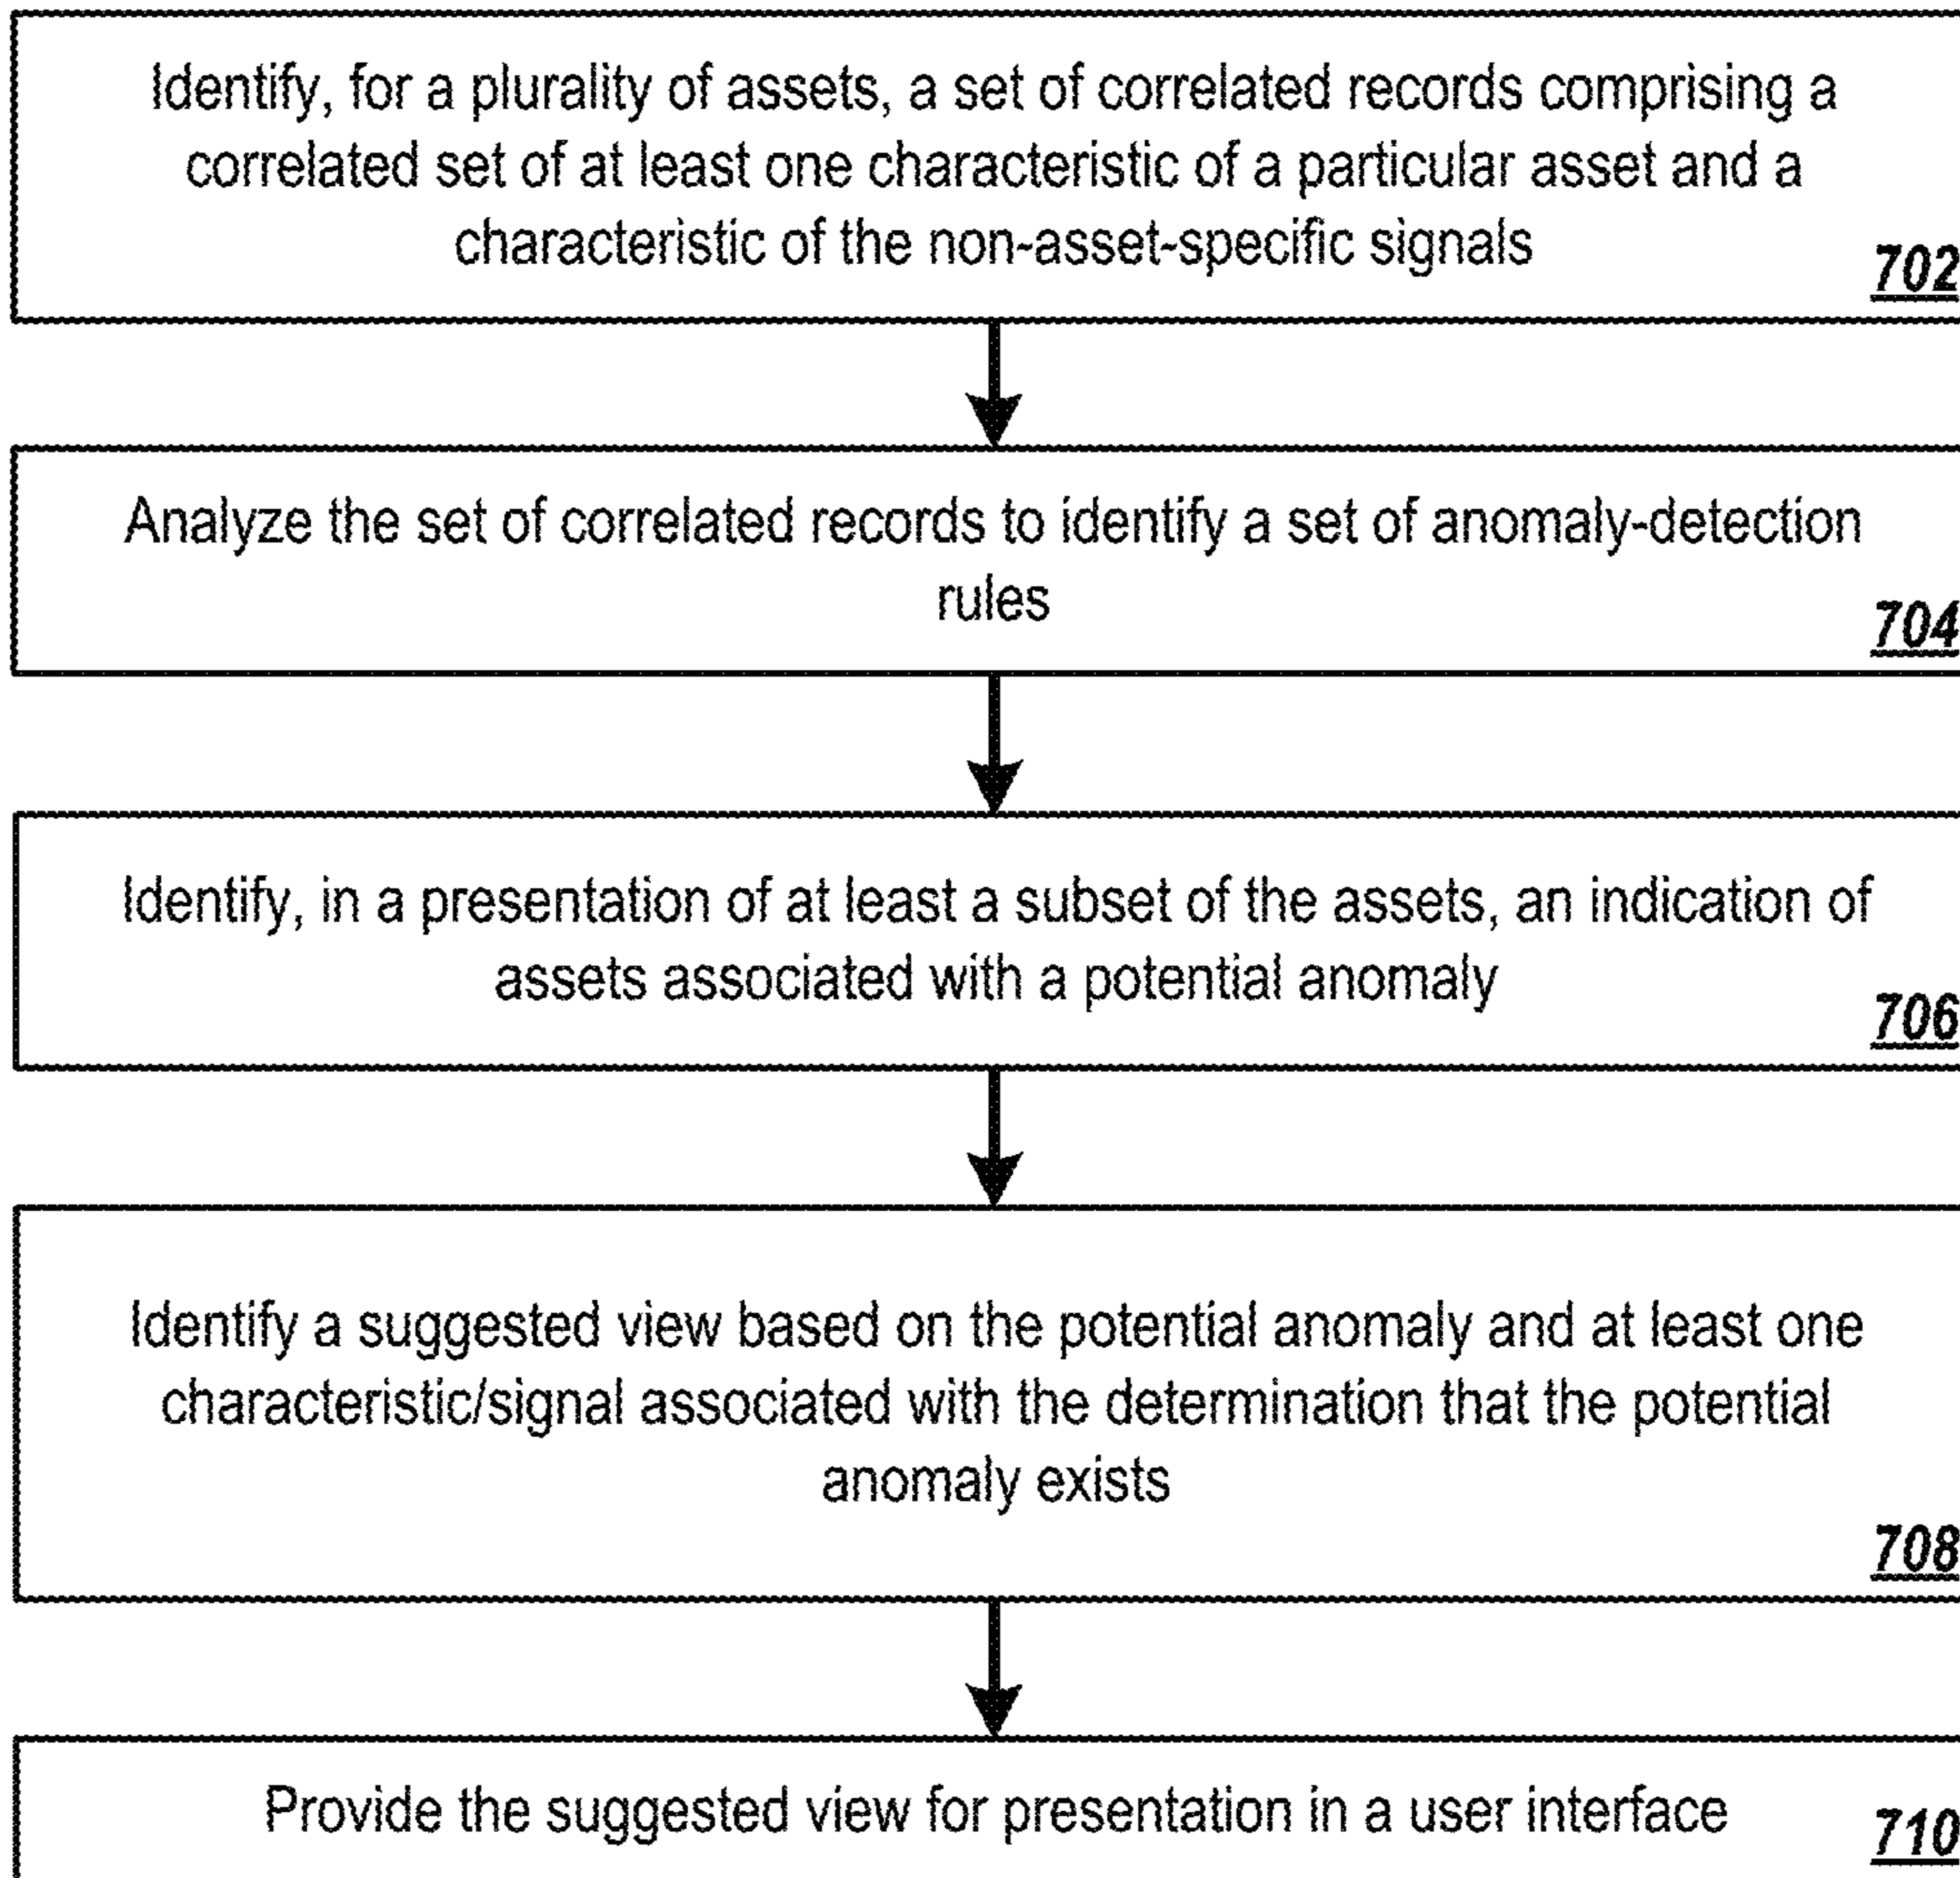 Identify, for a plurality of assets, a set of correlated records comprising a
correlated set of at least one characteristic of a particular asset and a
characteristic of the non-asset-specific signals
702
Analyze the set of correlated records to identify a set of anomaly-detection
rules
704
Identify, in a presentation of at least a subset of the assets, an indication of
assets associated with a potential anomaly
706
Identify a suggested view based on the potential anomaly and at least one
characteristic/signal associated with the determination that the potential
anomaly exists
708
Provide the suggested view for presentation in a user interface
710